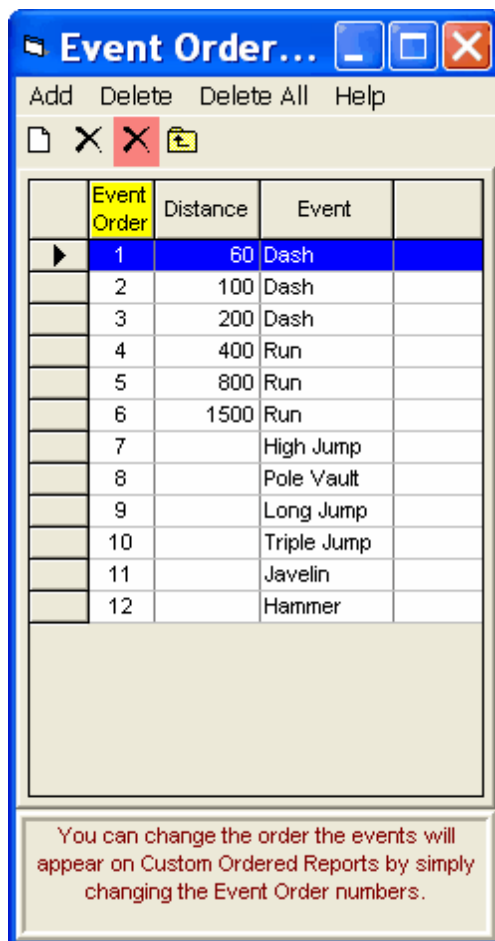 Event Order...
Add Delete Delete All Help
Event Order Distance Event
1 60 Dash
2 100 Dash
3 200 Dash
4 400 Run
5 800 Run
6 1500 Run
7 High Jump
8 Pole Vault
9 Long Jump
10 Triple Jump
11 Javelin
12 Hammer
You can change the order the events will
appear on Custom Ordered Reports by simply
changing the Event Order numbers.